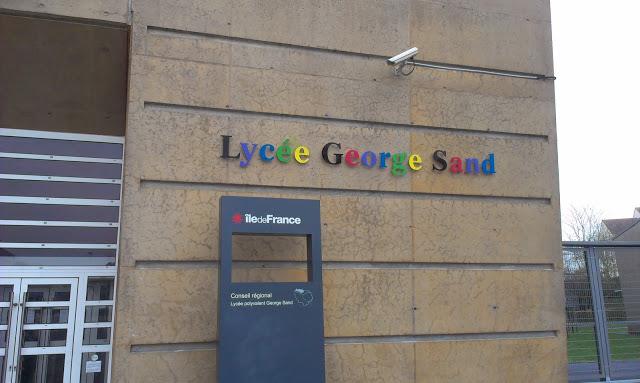 Lycée George Sand
îledeFrance
Conseil régional
Lycée polyvalent George Sand